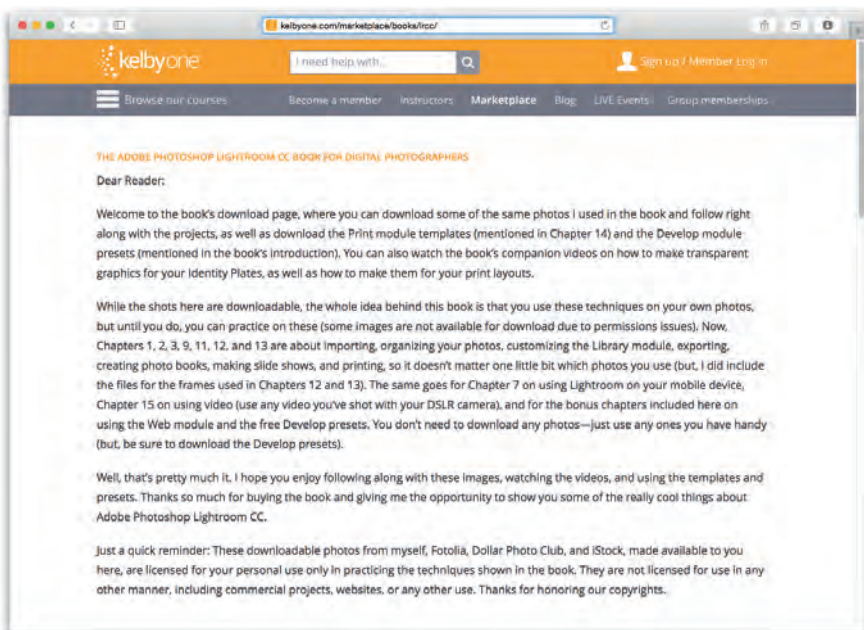 kelbyone.com/marketplace/books/lrcc/
kelbyone
I need help with...
Sign up / Member Log in
Browse our courses
Become a member
Instructors
Marketplace
Blog
LIVE Events
Group memberships
THE ADOBE PHOTOSHOP LIGHTROOM CC BOOK FOR DIGITAL PHOTOGRAPHERS
Dear Reader:
Welcome to the book's download page, where you can download some of the same photos I used in the book and follow right
along with the projects, as well as download the Print module templates (mentioned in Chapter 14) and the Develop module
presets (mentioned in the book's introduction). You can also watch the book's companion videos on how to make transparent
graphics for your Identity Plates, as well as how to make them for your print layouts.
While the shots here are downloadable, the whole idea behind this book is that you use these techniques on your own photos,
but until you do, you can practice on these (some images are not available for download due to permissions issues). Now,
Chapters 1, 2, 3, 9, 11, 12, and 13 are about importing, organizing your photos, customizing the Library module, exporting,
creating photo books, making slide shows, and printing, so it doesn't matter one little bit which photos you use (but, I did include
the files for the frames used in Chapters 12 and 13). The same goes for Chapter 7 on using Lightroom on your mobile device,
Chapter 15 on using video (use any video you've shot with your DSLR camera), and for the bonus chapters included here on
using the Web module and the free Develop presets. You don't need to download any photos—just use any ones you have handy
(but, be sure to download the Develop presets).
Well, that's pretty much it. I hope you enjoy following along with these images, watching the videos, and using the templates and
presets. Thanks so much for buying the book and giving me the opportunity to show you some of the really cool things about
Adobe Photoshop Lightroom CC.
Just a quick reminder: These downloadable photos from myself, Fotolia, Dollar Photo Club, and iStock, made available to you
here, are licensed for your personal use only in practicing the techniques shown in the book. They are not licensed for use in any
other manner, including commercial projects, websites, or any other use. Thanks for honoring our copyrights.